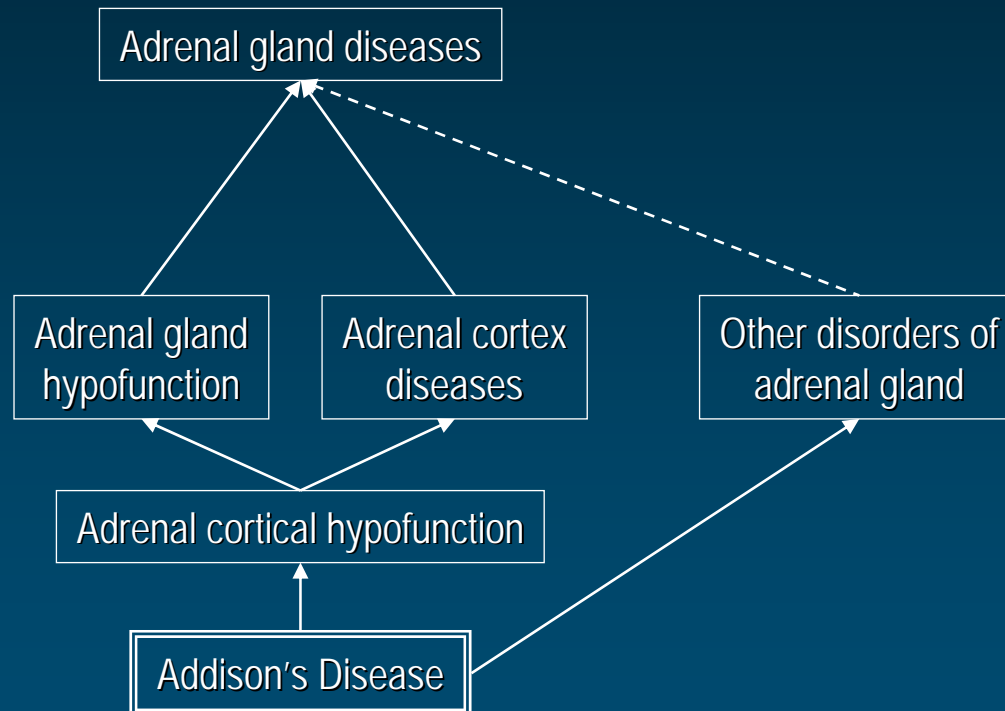 Adrenal gland diseases
Adrenal gland
hypofunction
Adrenal cortex
diseases
Other disorders of
adrenal gland
Adrenal cortical hypofunction
Addison's Disease